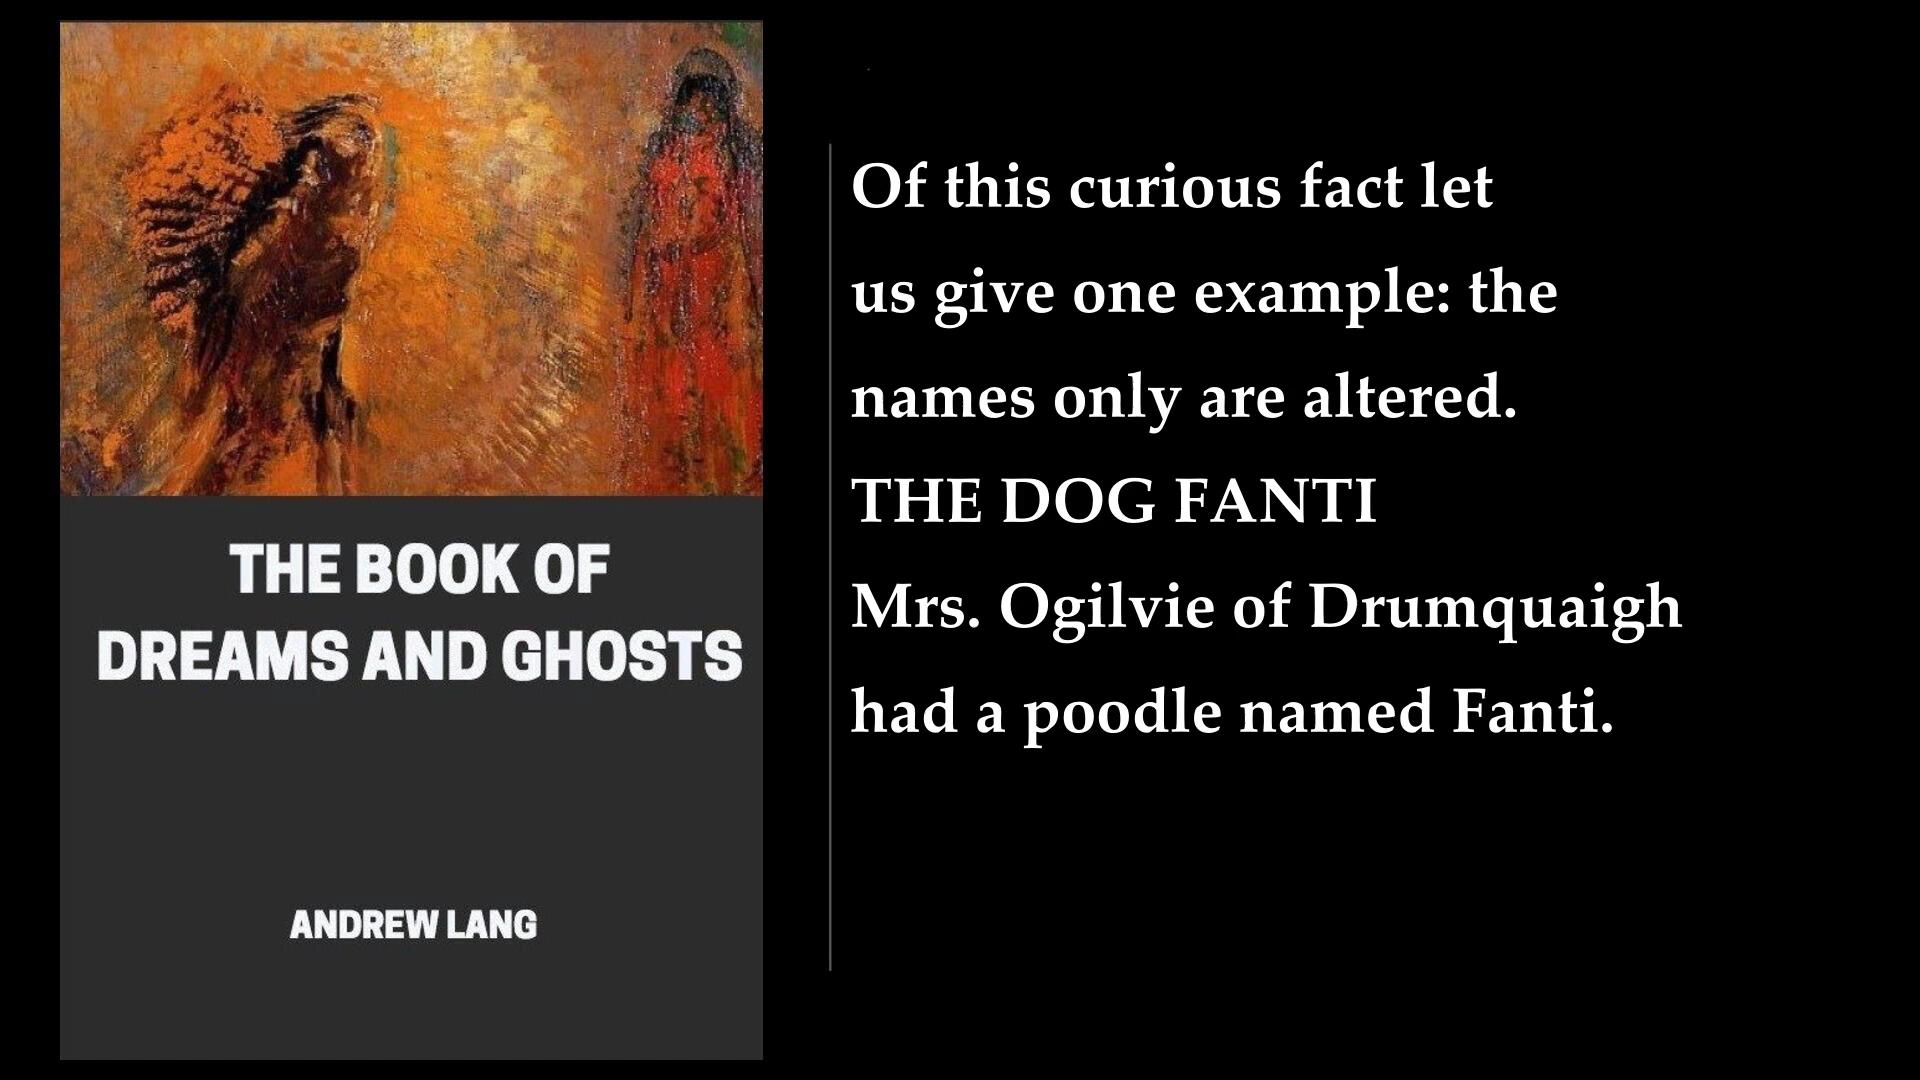 THE BOOK OF
DREAMS AND GHOSTS
ANDREW LANG
Of this curious fact let
us give one example: the
names only are altered.
THE DOG FANTI
Mrs. Ogilvie of Drumquaigh
had a poodle named Fanti.